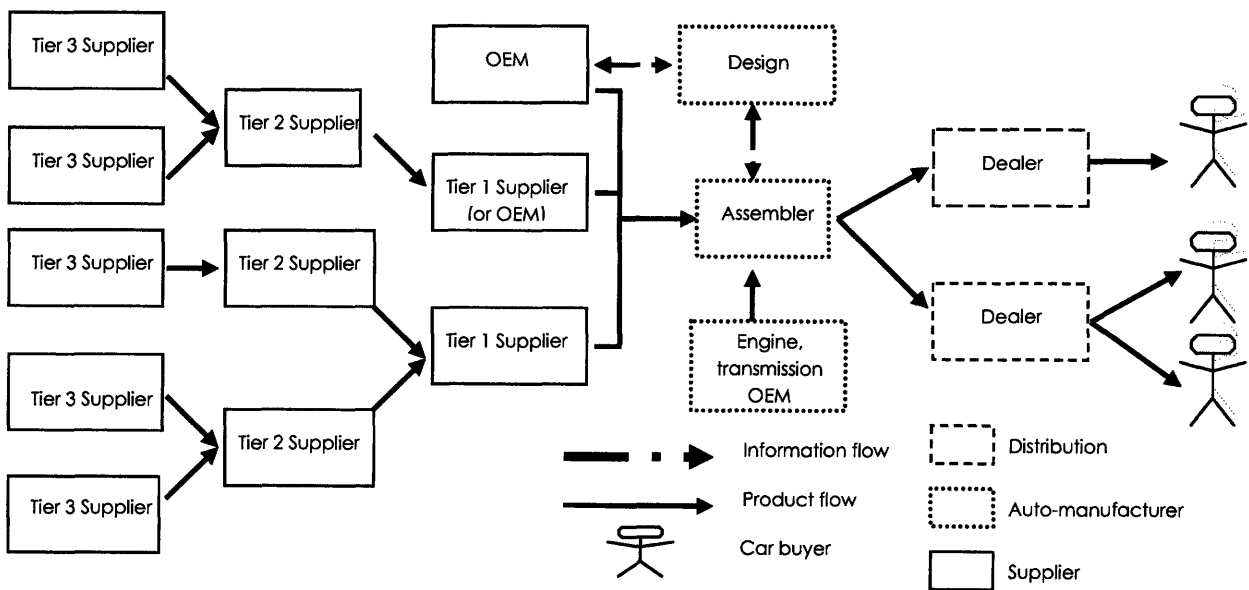 Tier 3 Supplier
Tier 3 Supplier
Tier 3 Supplier
Tier 3 Supplier
Tier 3 Supplier
Tier 2 Supplier
Tier 2 Supplier
Tier 2 Supplier
OEM
Tier 1 Supplier
(or OEM)
Tier 1 Supplier
Design
Assembler
Engine,
transmission
OEM
Dealer
Dealer
Information flow
Product flow
Car buyer
Distribution
Auto-manufacturer
Supplier